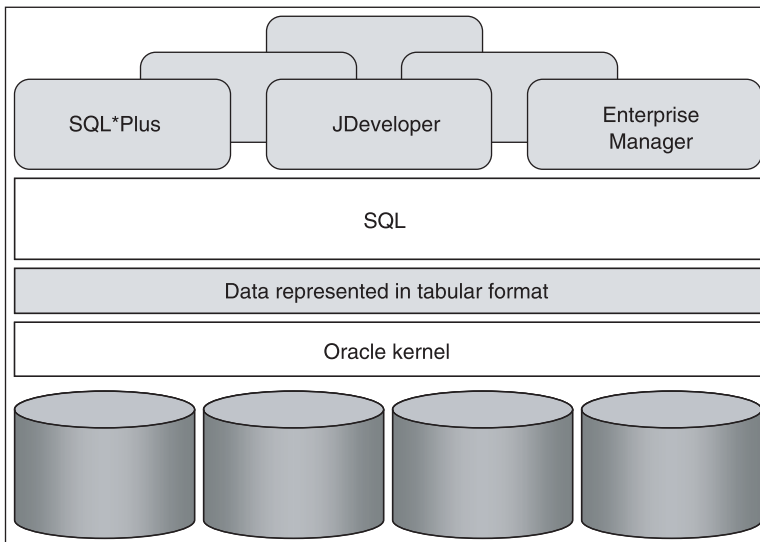 SQL*Plus
JDeveloper
Enterprise
Manager
SQL
Data represented in tabular format
Oracle kernel